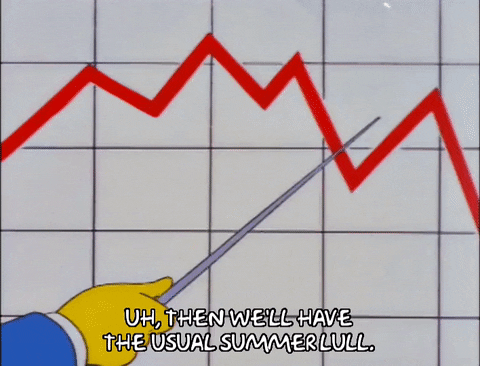 UH, THEN WE'LL HAVE
THE USUAL SUMMER LULL.